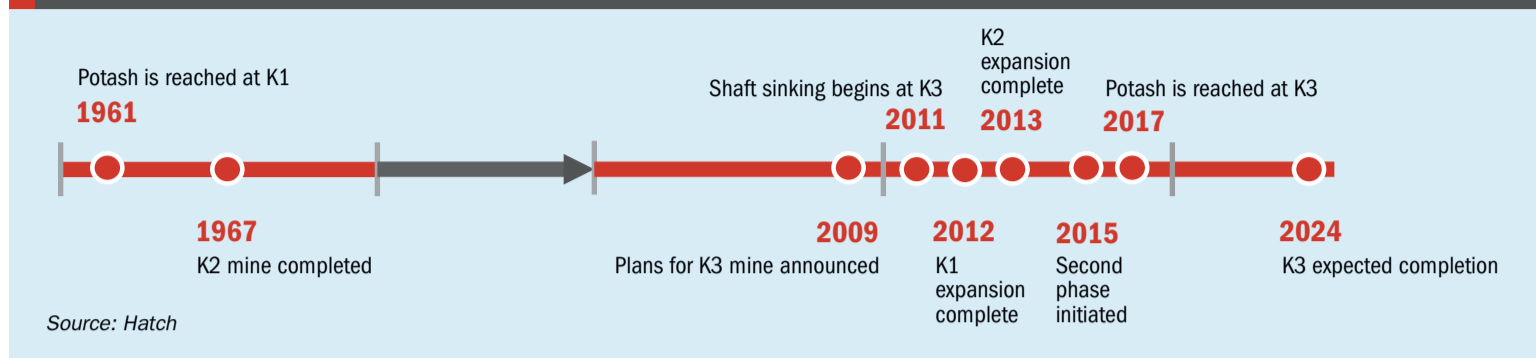 Potash is reached at K1
1961
1967
K2 mine completed
Plans for K3 mine announced
2009
Shaft sinking begins at K3
2011
2012
K1
expansion
complete
K2
expansion
complete
2013
2015
Second
phase
initiated
Potash is reached at K3
2017
2024
K3 expected completion
Source: Hatch